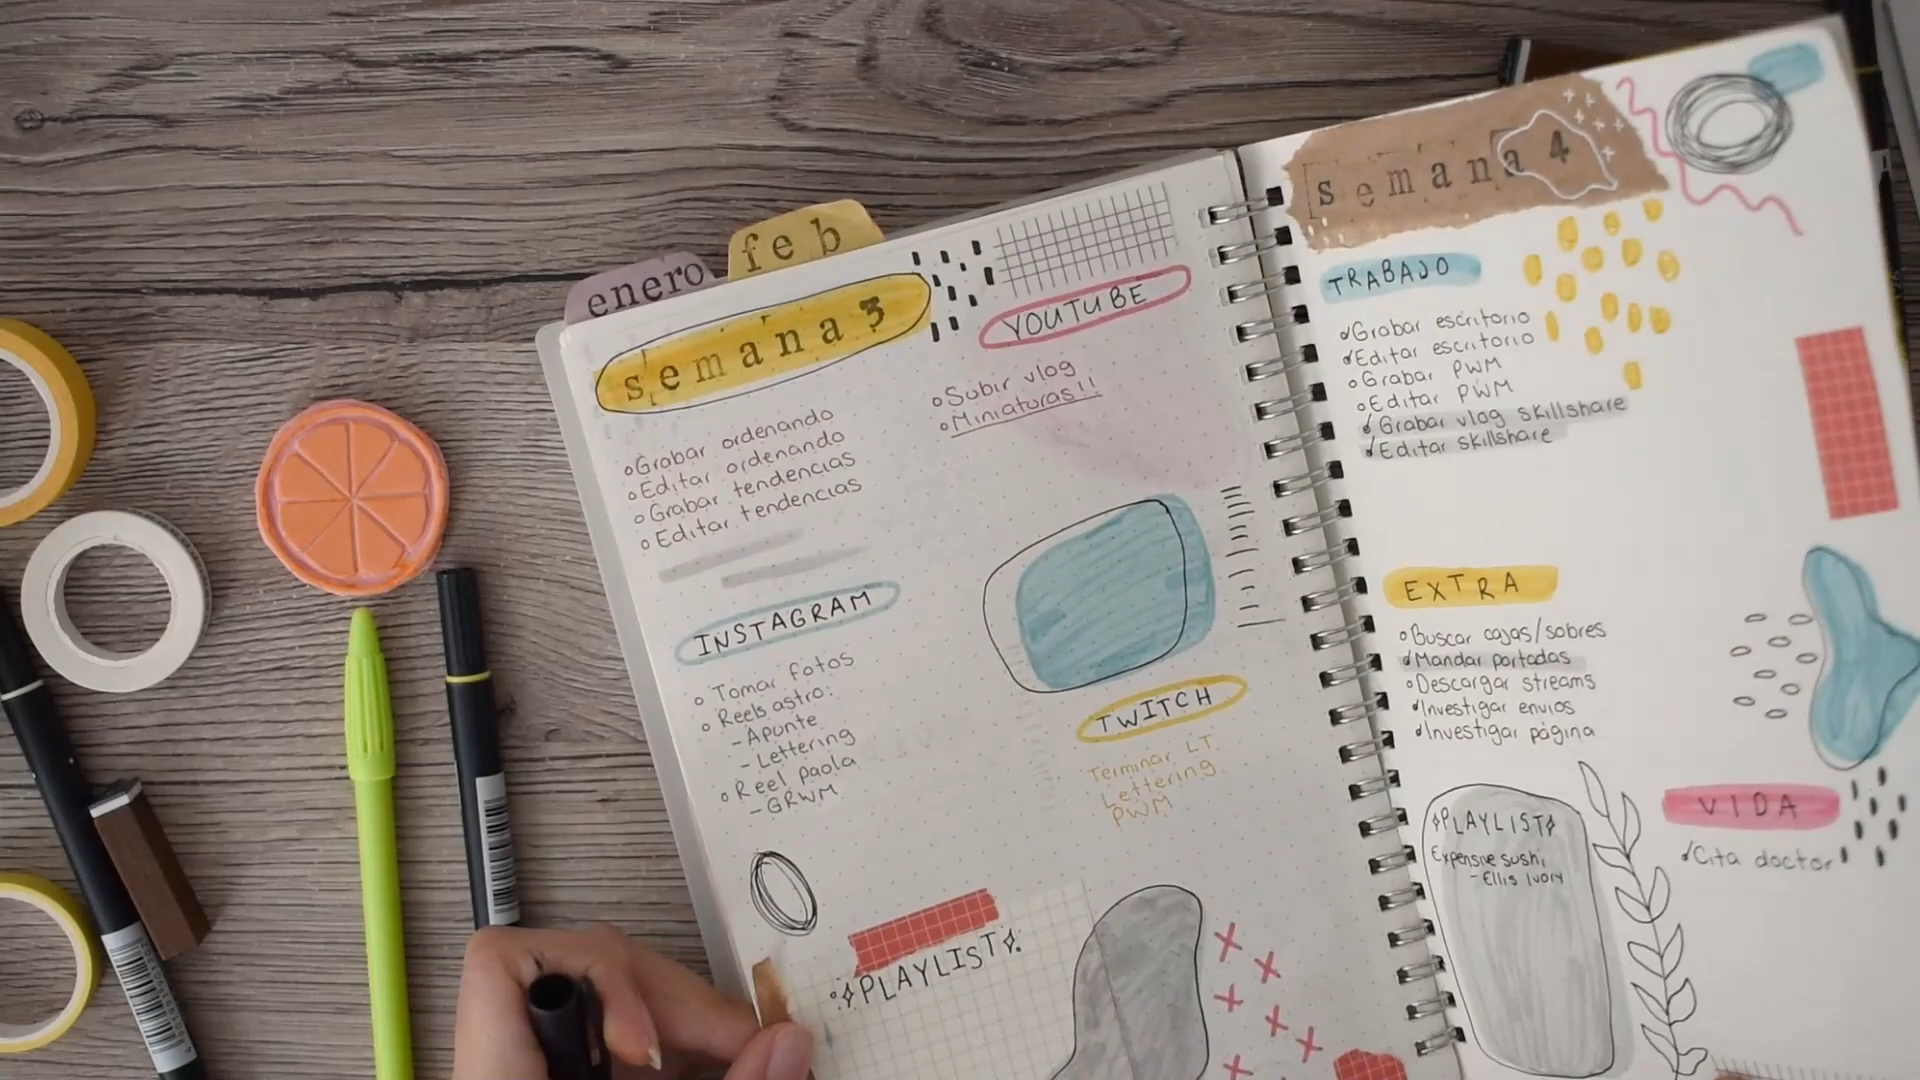 enero
feb
semana 3
Grabar ordenando
Editar ordenando
Grabar tendencias
Editar tendencias
YOUTUBE
Subir vlog
Miniaturas!!
INSTAGRAM
Tomar fotos
Reels astro:
- Apunte
- Lettering
Reel paola
- GRWM
TWITCH
Terminar LT
Lettering
PWM
PLAYLIST
semana 4
TRABAJO
Grabar escritorio
Editar escritorio
Grabar PWM
Editar PWM
Grabar vlog skillshare
Editar skillshare
EXTRA
Buscar cajas/sobres
Mandar portadas
Descargar streams
Investigar envios
Investigar página
PLAYLIST
Expensive sushi,
- Ellis Ivory
VIDA
Cita doctor